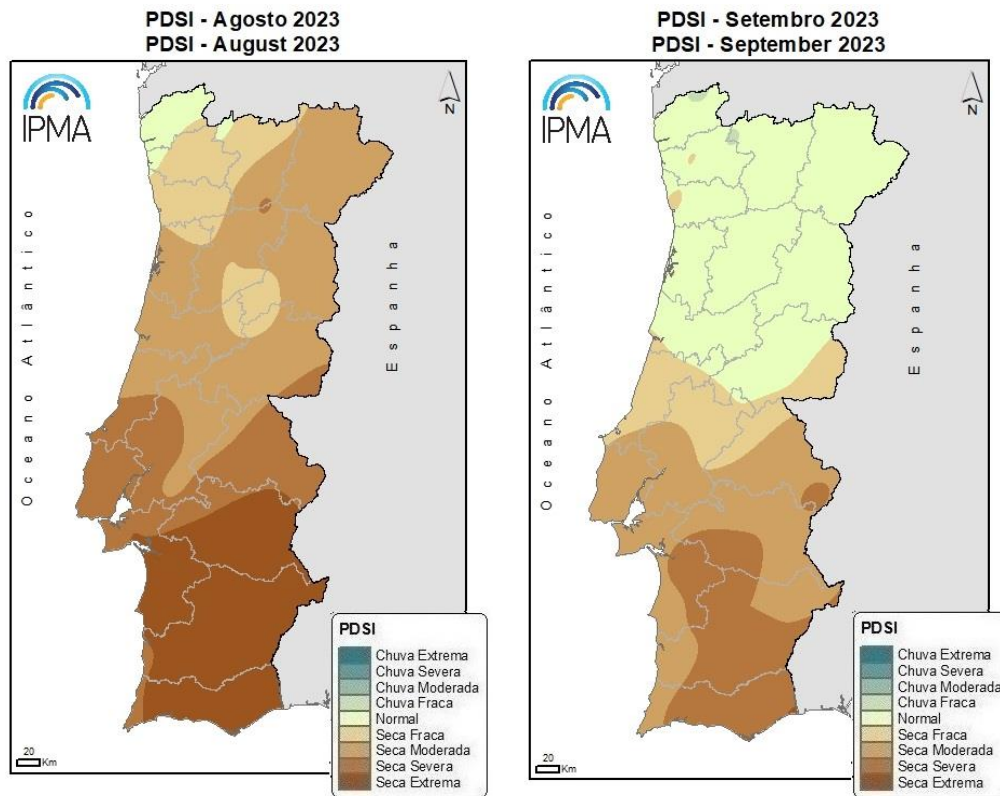 PDSI - Agosto 2023
PDSI - August 2023
IPMA
N
Oceano Atlântico
Espanha
PDSI
Chuva Extrema
Chuva Severa
Chuva Moderada
Chuva Fraca
Normal
Seca Fraca
Seca Moderada
Seca Severa
Seca Extrema
20
Km
PDSI - Setembro 2023
PDSI - September 2023
IPMA
N
Oceano Atlântico
Espanha
PDSI
Chuva Extrema
Chuva Severa
Chuva Moderada
Chuva Fraca
Normal
Seca Fraca
Seca Moderada
Seca Severa
Seca Extrema
20
Km